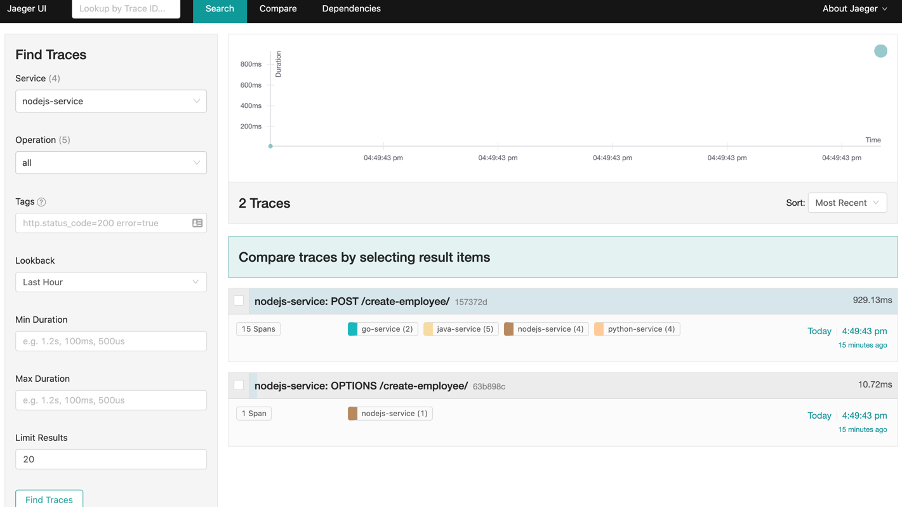 Jaeger UI
Lookup by Trace ID...
Search
Compare
Dependencies
About Jaeger
Find Traces
Service (4)
nodejs-service
Operation (5)
all
Tags
http.status_code=200 error=true
Lookback
Last Hour
Min Duration
e.g. 1.2s, 100ms, 500us
Max Duration
e.g. 1.2s, 100ms, 500us
Limit Results
20
Find Traces
Duration
800ms
600ms
400ms
200ms
Time
04:49:43 pm 04:49:43 pm 04:49:43 pm 04:49:43 pm 04:49:43 pm
2 Traces
Sort: Most Recent
Compare traces by selecting result items
nodejs-service: POST /create-employee/ 157372d 929.13ms
15 Spans go-service (2) java-service (5) nodejs-service (4) python-service (4) Today 4:49:43 pm
15 minutes ago
nodejs-service: OPTIONS /create-employee/ 63b898c 10.72ms
1 Span nodejs-service (1) Today 4:49:43 pm
15 minutes ago